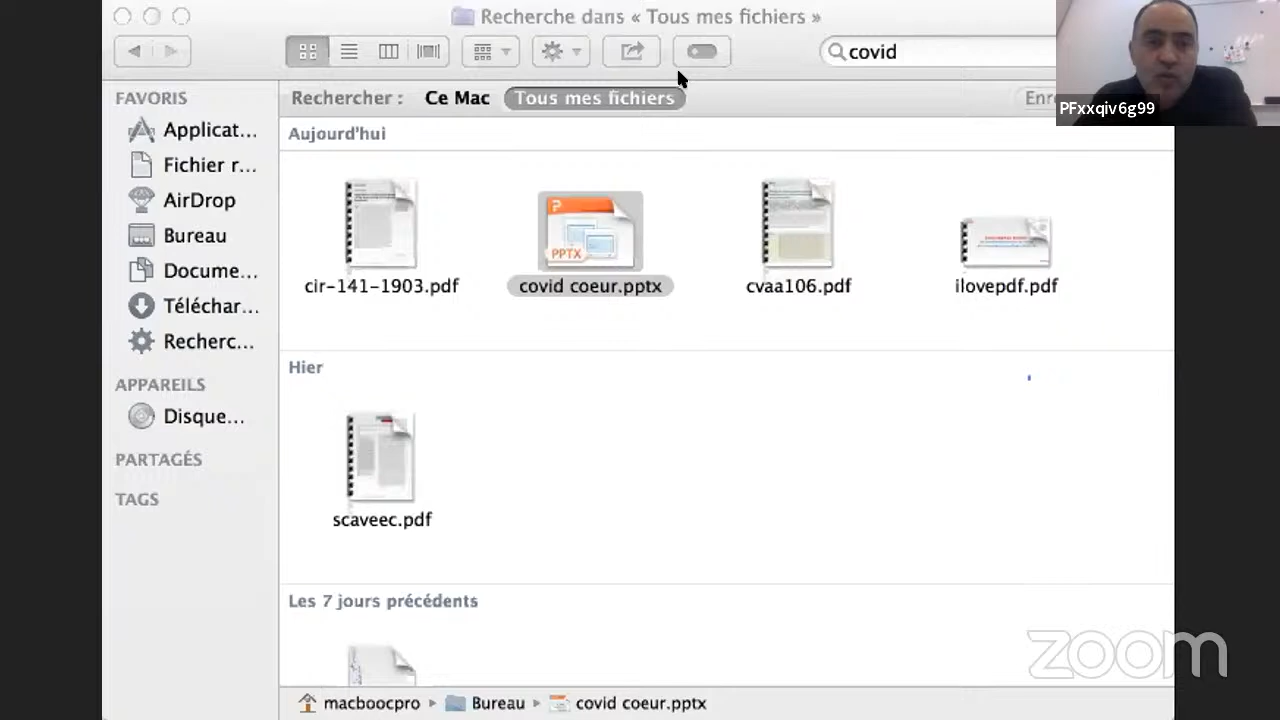 Recherche dans « Tous mes fichiers »
covid
PFxxqiv6g99
FAVORIS
Rechercher :
Ce Mac
Tous mes fichiers
Aujourd'hui
Applicat...
Fichier r...
AirDrop
Bureau
Docume...
Téléchar...
Recherc...
APPAREILS
Disque...
PARTAGÉS
TAGS
PPTX
cir-141-1903.pdf
covid coeur.pptx
cvaa106.pdf
ilovepdf.pdf
Hier
scaveec.pdf
Les 7 jours précédents
macboocpro
Bureau
covid coeur.pptx
zoom